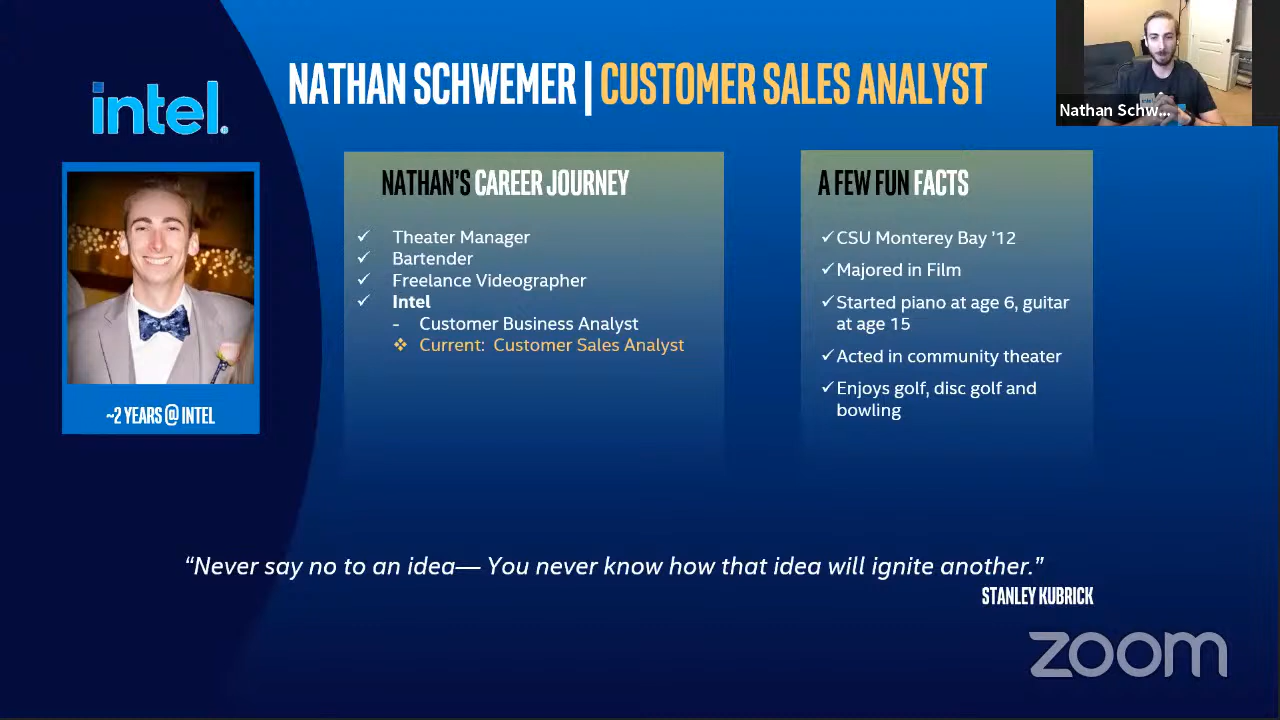 intel.
NATHAN SCHWEMER | CUSTOMER SALES ANALYST
Nathan Schw...
~2 YEARS @ INTEL
NATHAN'S CAREER JOURNEY
Theater Manager
Bartender
Freelance Videographer
Intel
- Customer Business Analyst
Current: Customer Sales Analyst
A FEW FUN FACTS
CSU Monterey Bay ’12
Majored in Film
Started piano at age 6, guitar
at age 15
Acted in community theater
Enjoys golf, disc golf and
bowling
“Never say no to an idea— You never know how that idea will ignite another.”
STANLEY KUBRICK
zoom